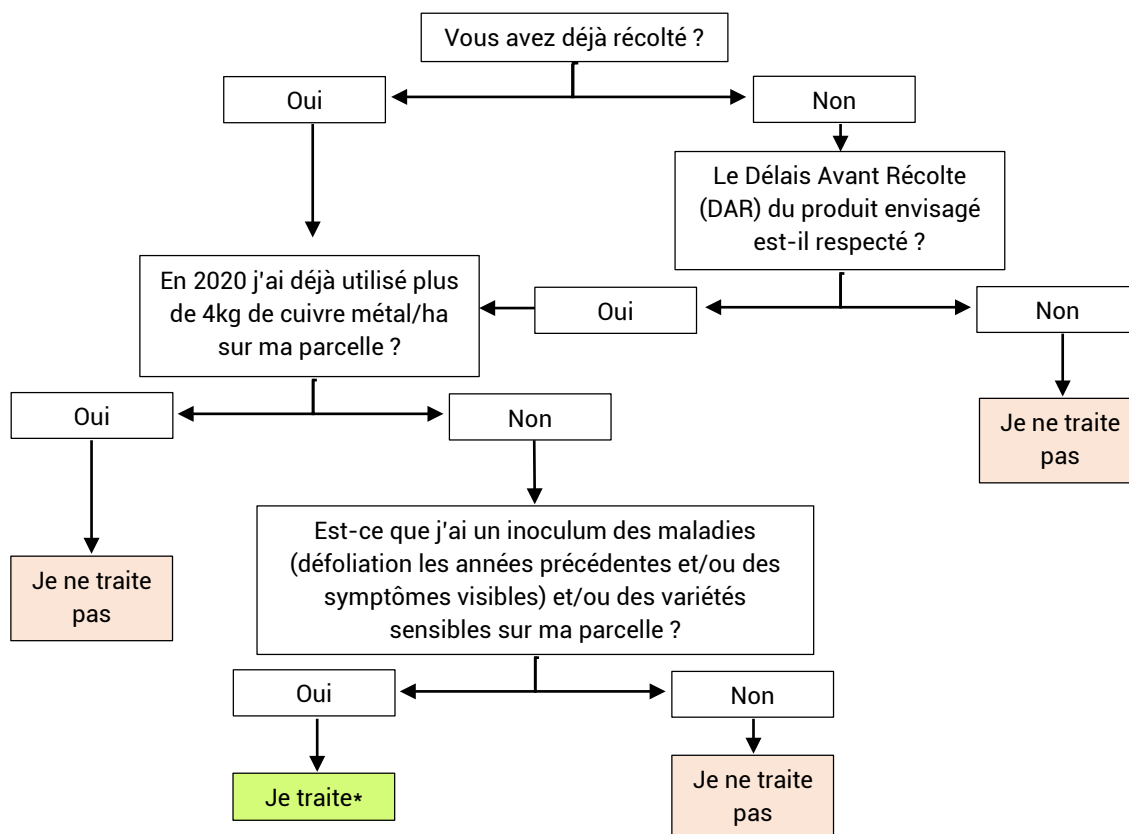 Vous avez déjà récolté ?
Oui
Non
Le Délais Avant Récolte
(DAR) du produit envisagé
est-il respecté ?
En 2020 j'ai déjà utilisé plus
de 4kg de cuivre métal/ha
sur ma parcelle ?
Oui
Non
Oui
Non
Je ne traite
pas
Est-ce que j'ai un inoculum des maladies
(défoliation les années précédentes et/ou des
symptômes visibles) et/ou des variétés
sensibles sur ma parcelle ?
Je ne traite
pas
Oui
Non
Je traite*
Je ne traite
pas